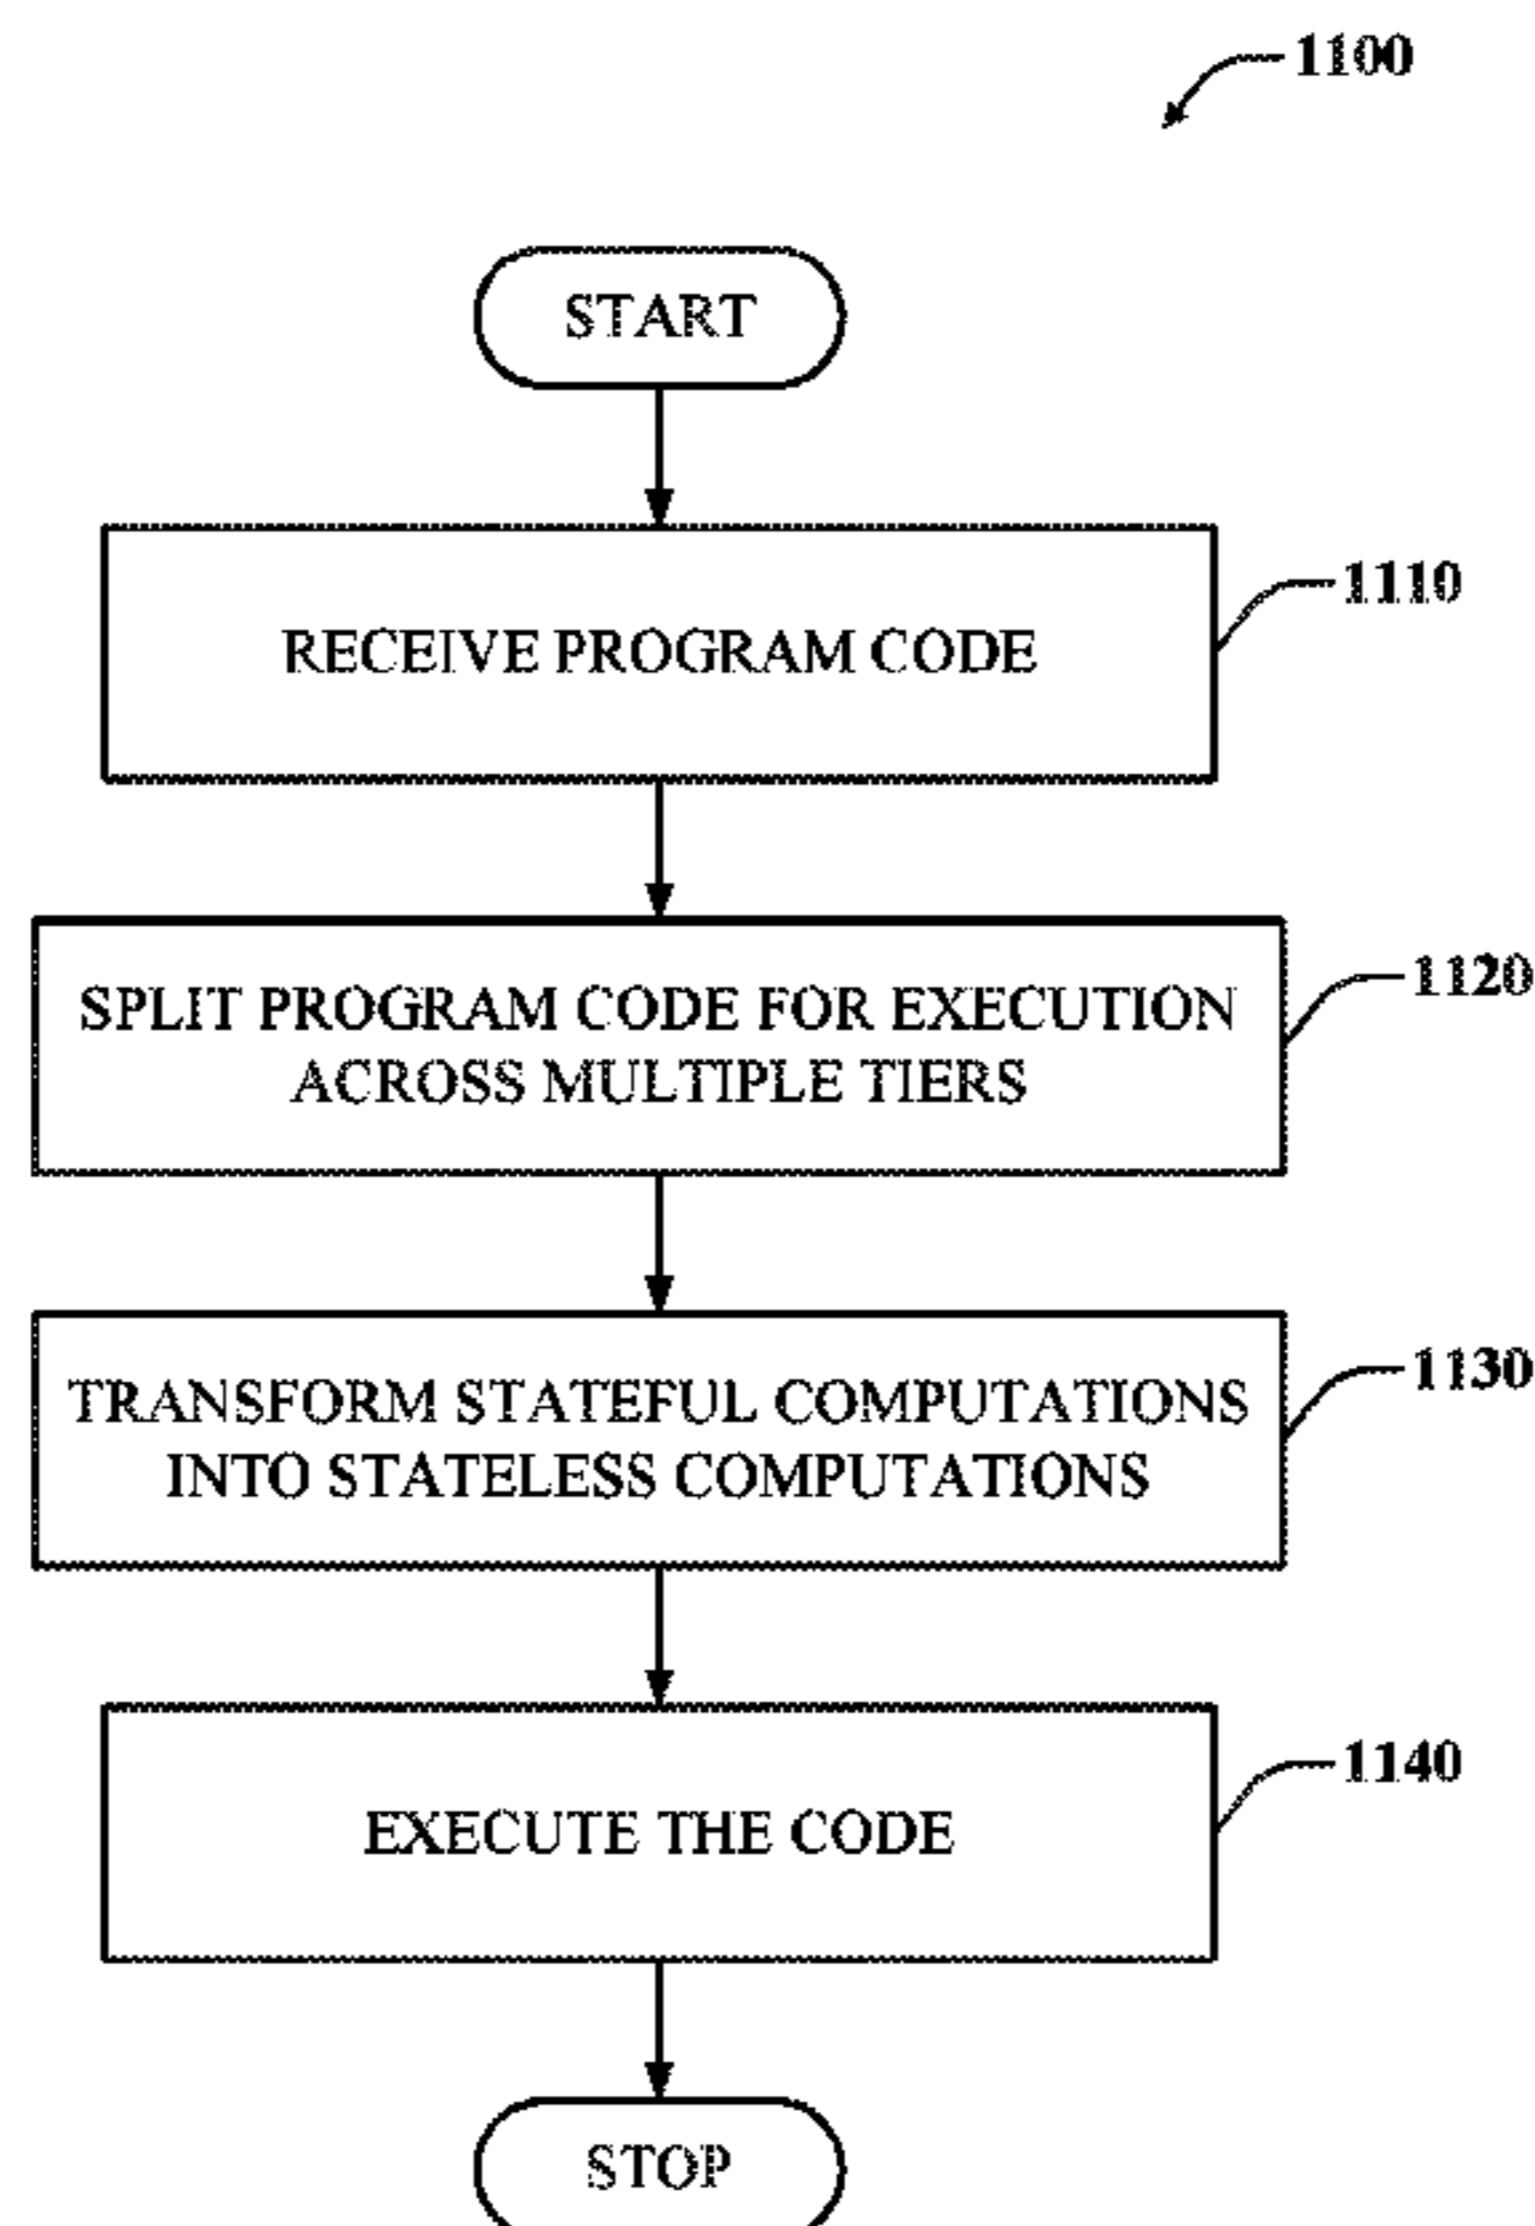 1100
START
RECEIVE PROGRAM CODE
1110
SPLIT PROGRAM CODE FOR EXECUTION
ACROSS MULTIPLE TIERS
1120
TRANSFORM STATEFUL COMPUTATIONS
INTO STATELESS COMPUTATIONS
1130
EXECUTE THE CODE
1140
STOP